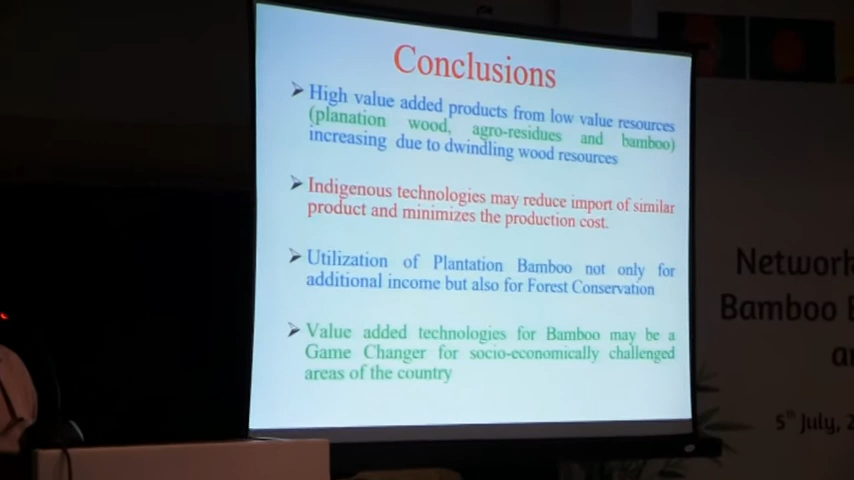 Conclusions
➢ High value added products from low value resources
(planation wood, agro-residues and bamboo)
increasing due to dwindling wood resources
➢ Indigenous technologies may reduce import of similar
product and minimizes the production cost.
➢ Utilization of Plantation Bamboo not only for
additional income but also for Forest Conservation
➢ Value added technologies for Bamboo may be a
Game Changer for socio-economically challenged
areas of the country
Network
Bamboo
5th July,